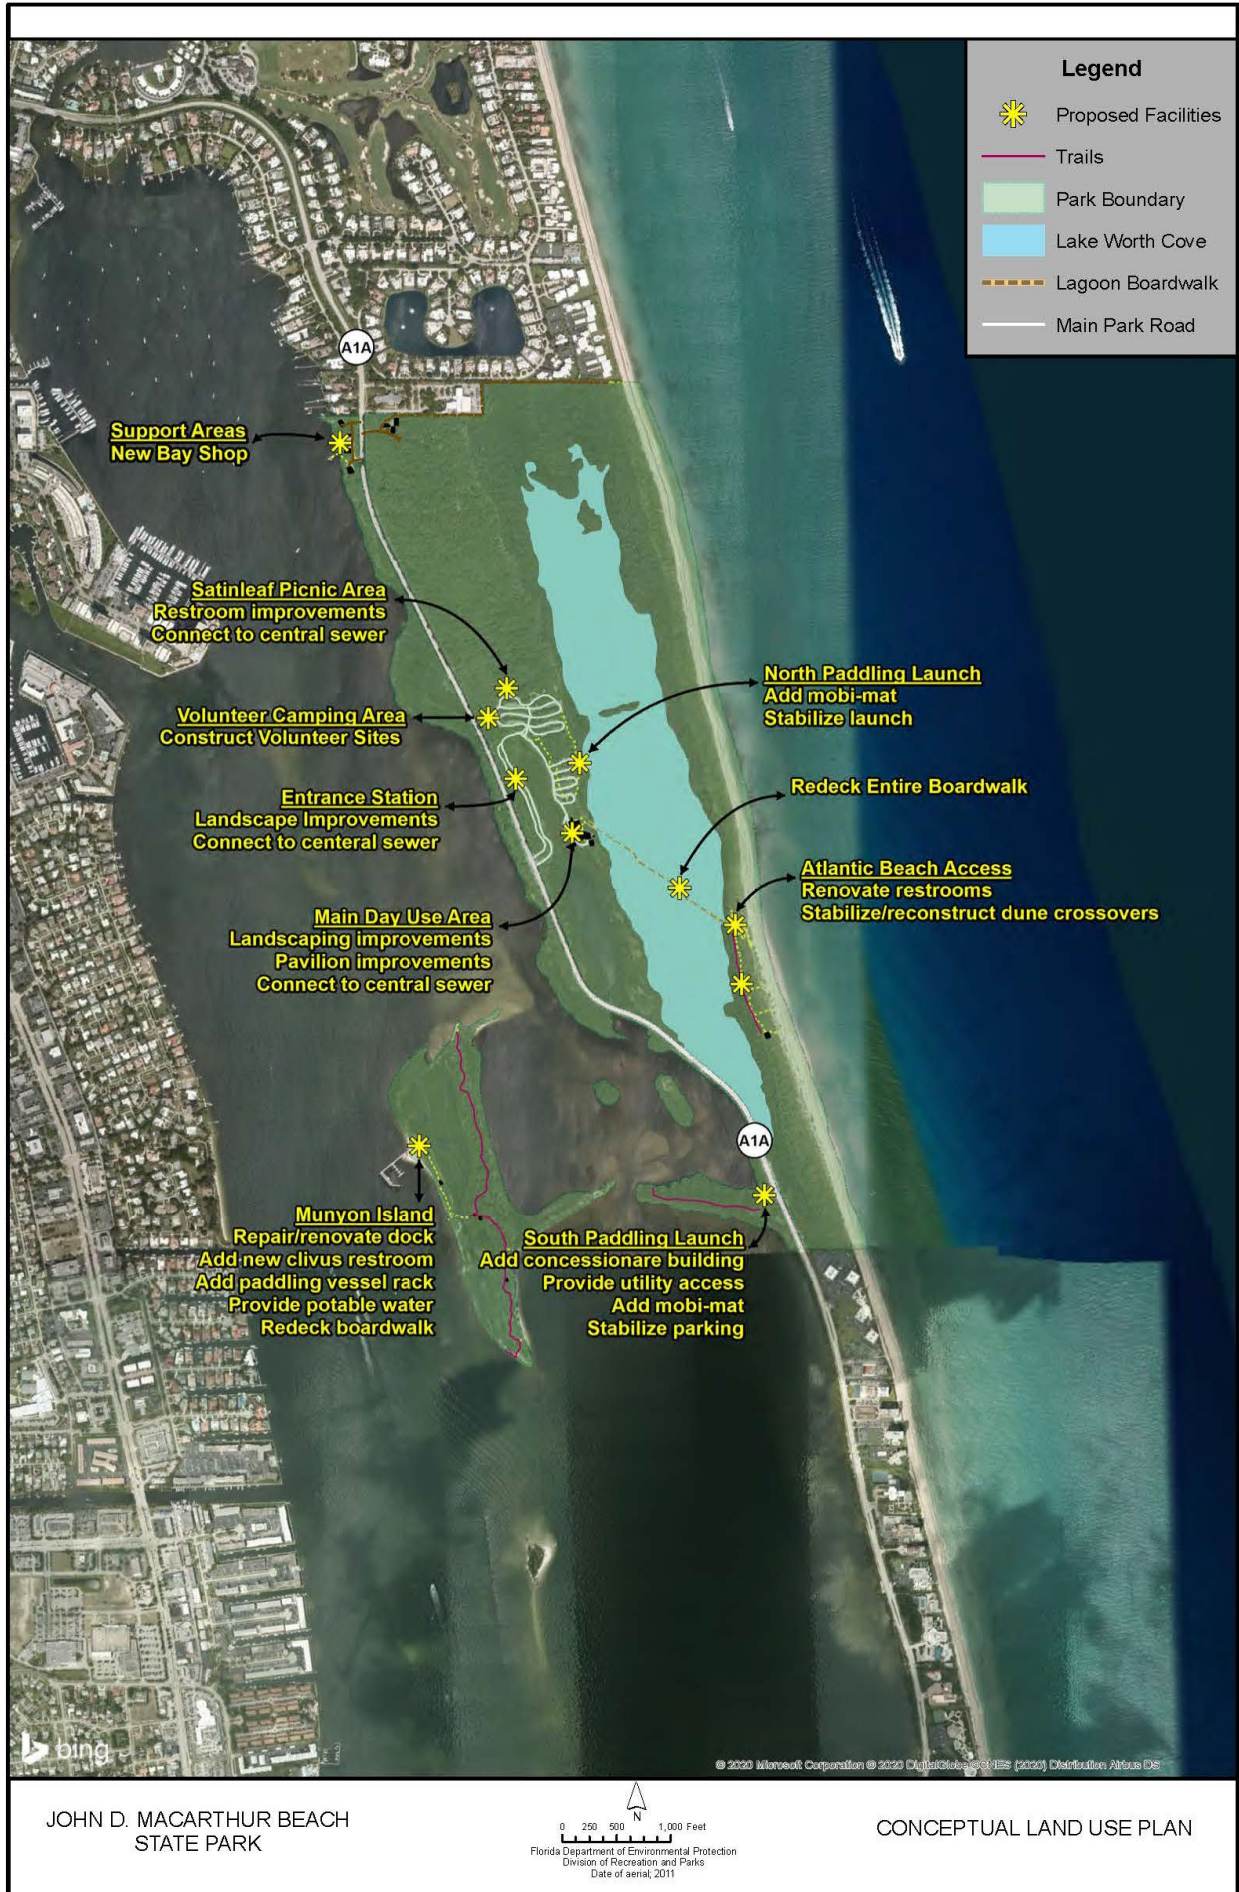 Legend
Proposed Facilities
Trails
Park Boundary
Lake Worth Cove
Lagoon Boardwalk
Main Park Road
A1A
Support Areas
New Bay Shop
Satinleaf Picnic Area
Restroom improvements
Connect to central sewer
North Paddling Launch
Add mobi-mat
Stabilize launch
Volunteer Camping Area
Construct Volunteer Sites
Redeck Entire Boardwalk
Entrance Station
Landscape Improvements
Connect to centeral sewer
Atlantic Beach Access
Renovate restrooms
Stabilize/reconstruct dune crossovers
Main Day Use Area
Landscaping improvements
Pavilion improvements
Connect to central sewer
A1A
Munyon Island
Repair/renovate dock
Add new clivus restroom
Add paddling vessel rack
Provide potable water
Redeck boardwalk
South Paddling Launch
Add concessionare building
Provide utility access
Add mobi-mat
Stabilize parking
bing
© 2020 Microsoft Corporation © 2020 DigitalGlobe ©CNES (2020) Distribution Airbus DS
JOHN D. MACARTHUR BEACH
STATE PARK
N
0 250 500 1,000 Feet
Florida Department of Environmental Protection
Division of Recreation and Parks
Date of aerial; 2011
CONCEPTUAL LAND USE PLAN